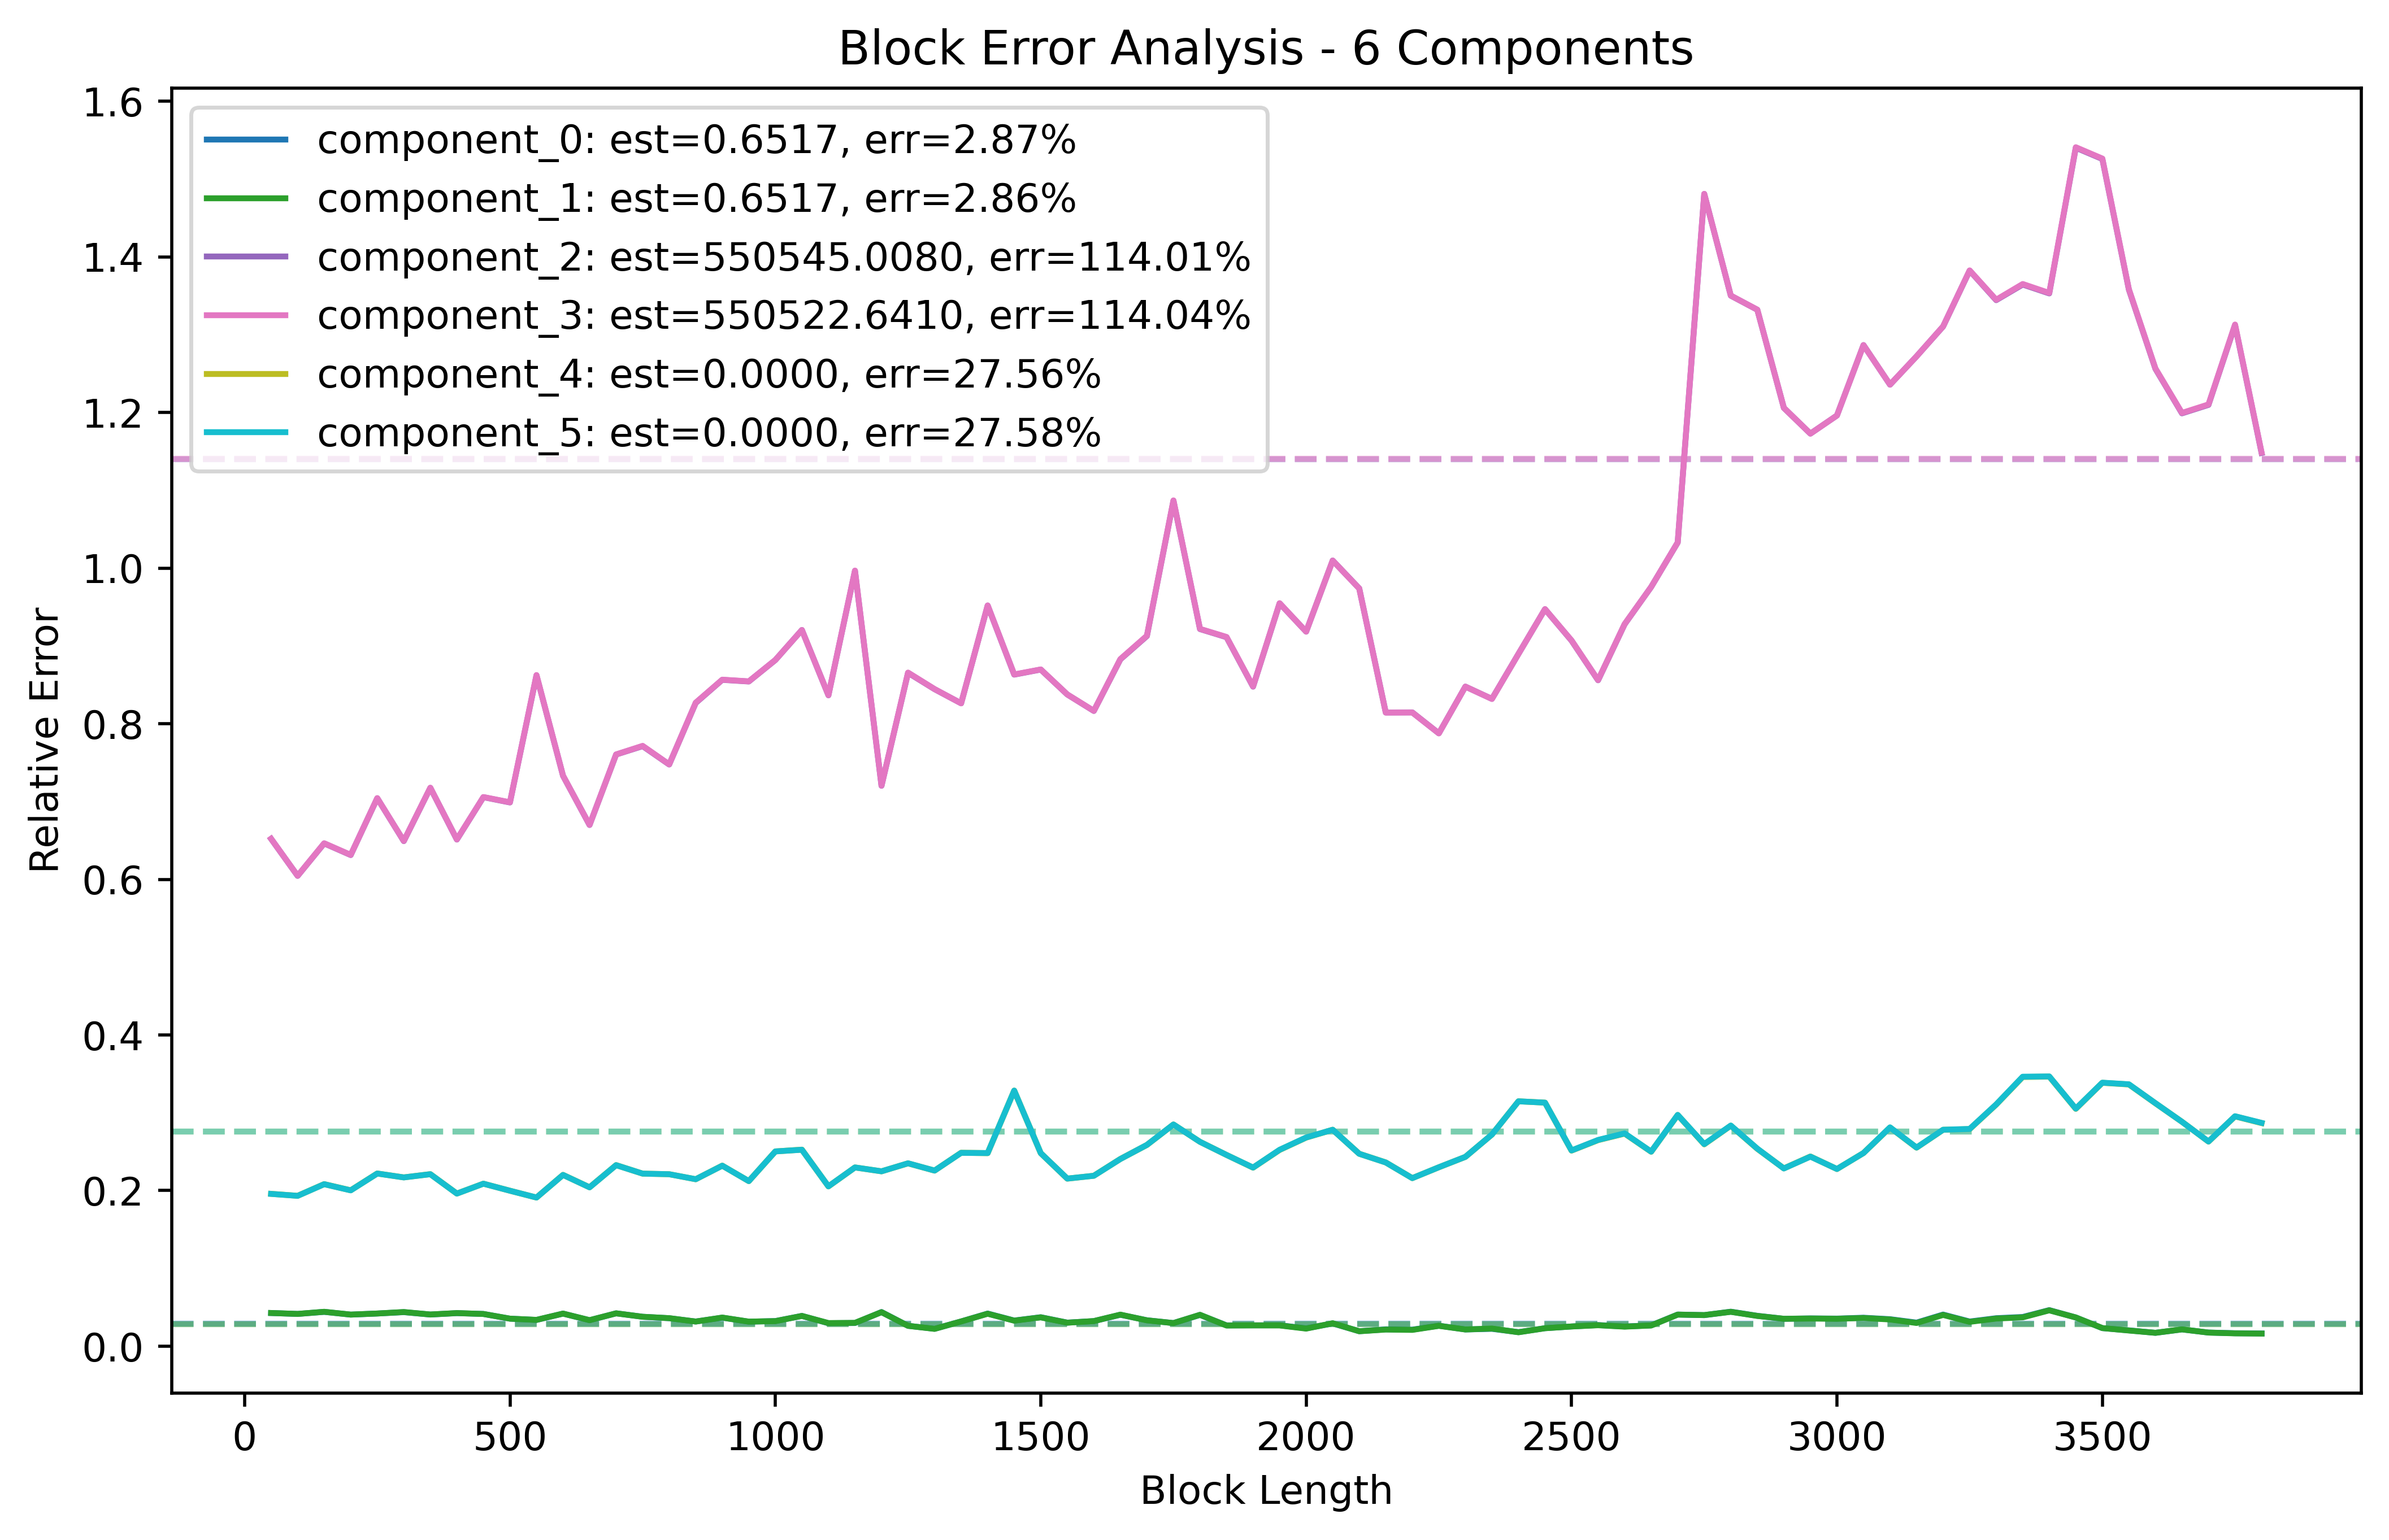 Block Error Analysis - 6 Components
1.6
1.4
1.2
1.0
0.8
0.6
0.4
0.2
0.0
Relative Error
component_0: est=0.6517, err=2.87%
component_1: est=0.6517, err=2.86%
component_2: est=550545.0080, err=114.01%
component_3: est=550522.6410, err=114.04%
component_4: est=0.0000, err=27.56%
component_5: est=0.0000, err=27.58%
0 500 1000 1500 2000 2500 3000 3500
Block Length